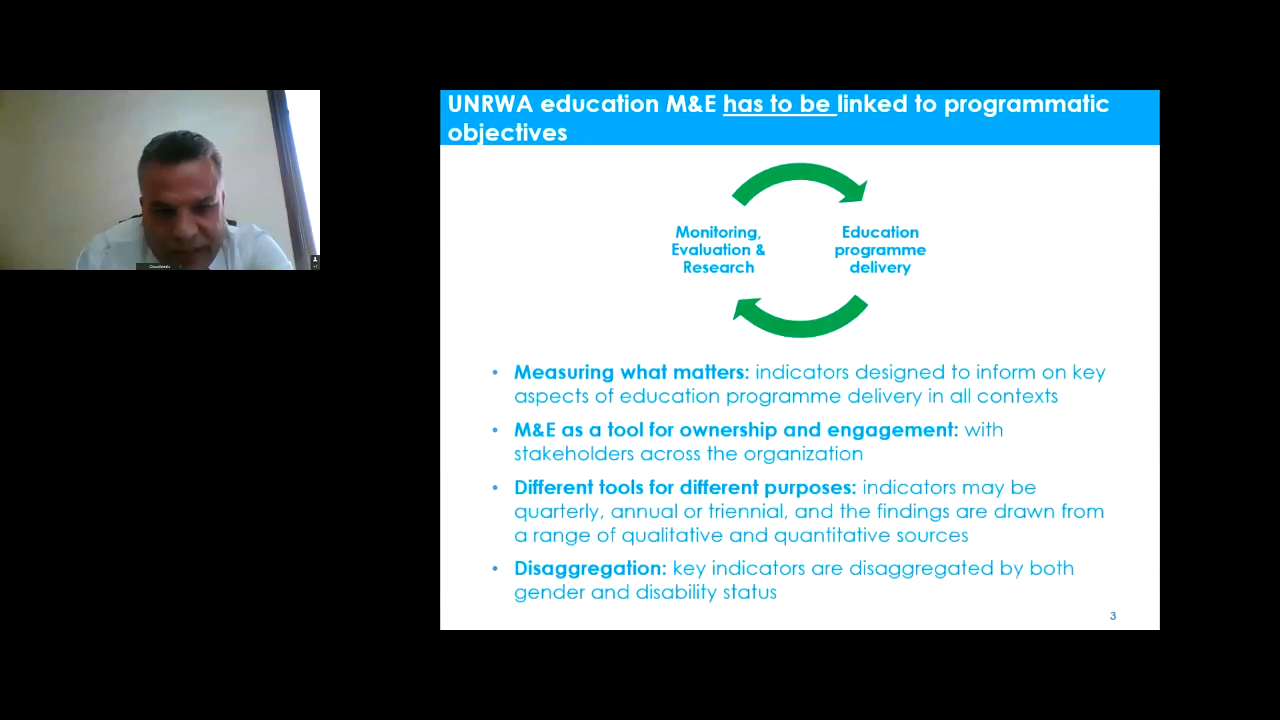 UNRWA education M&E has to be linked to programmatic
objectives
Monitoring,
Evaluation &
Research
Education
programme
delivery
• Measuring what matters: indicators designed to inform on key
aspects of education programme delivery in all contexts
• M&E as a tool for ownership and engagement: with
stakeholders across the organization
• Different tools for different purposes: indicators may be
quarterly, annual or triennial, and the findings are drawn from
a range of qualitative and quantitative sources
• Disaggregation: key indicators are disaggregated by both
gender and disability status
3